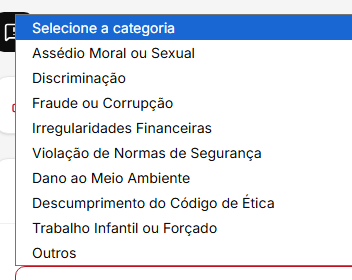 Selecione a categoria
Assédio Moral ou Sexual
Discriminação
Fraude ou Corrupção
Irregularidades Financeiras
Violação de Normas de Segurança
Dano ao Meio Ambiente
Descumprimento do Código de Ética
Trabalho Infantil ou Forçado
Outros